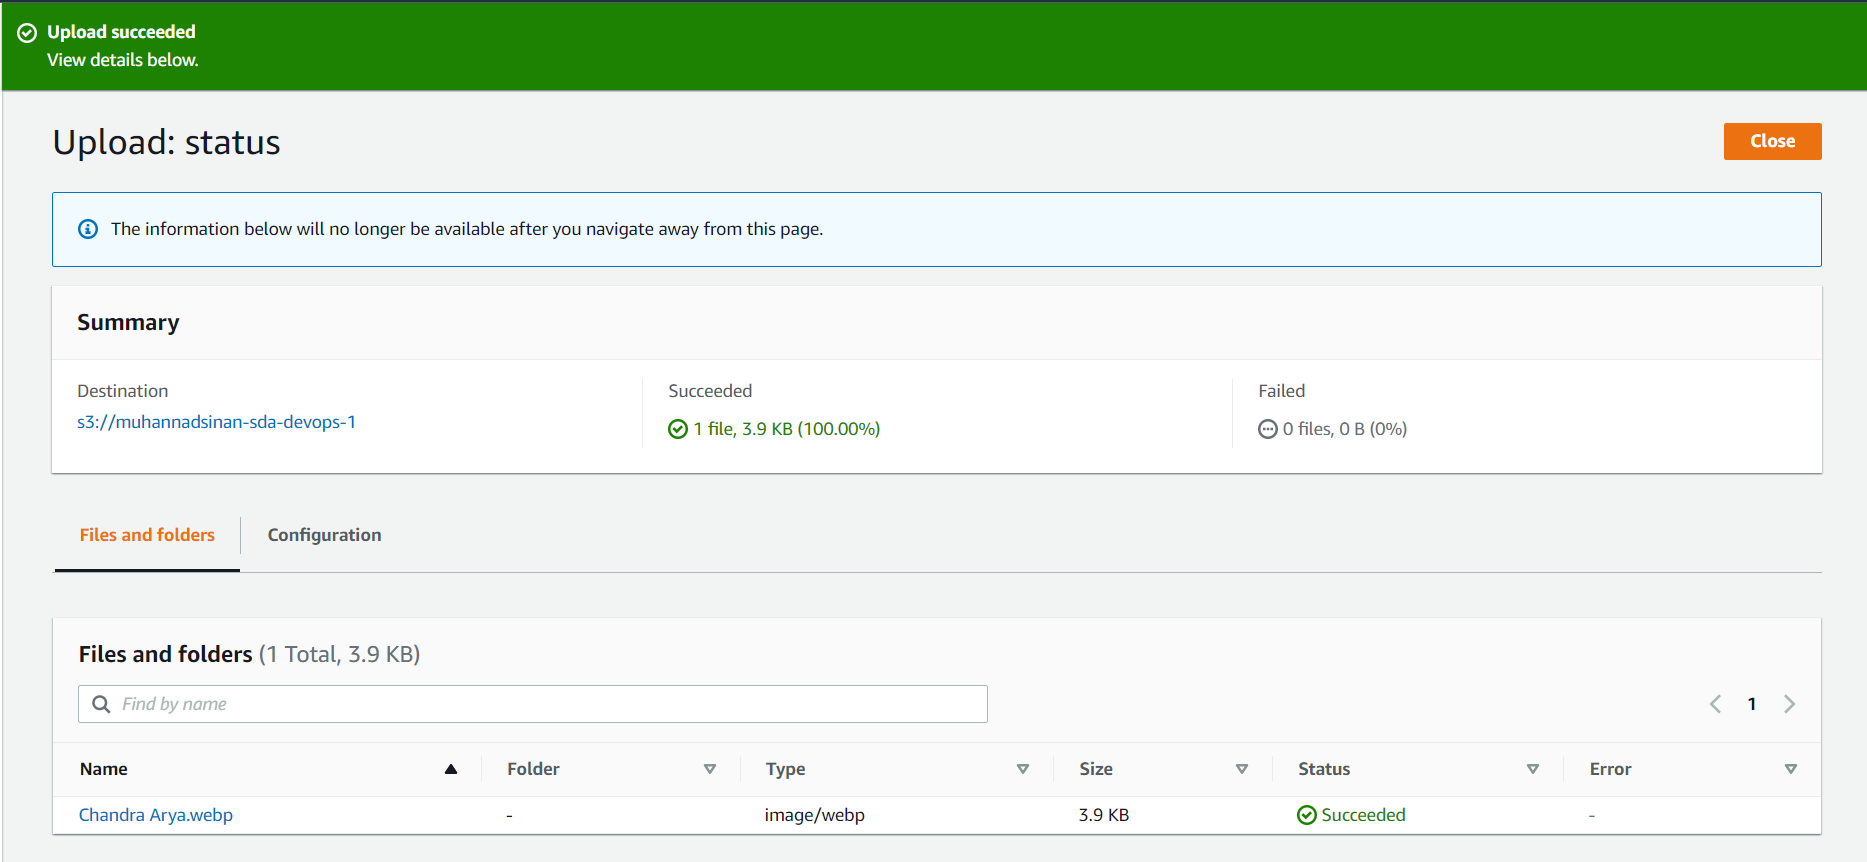 Upload succeeded
View details below.
Upload: status
Close
The information below will no longer be available after you navigate away from this page.
Summary
Destination
s3://muhannadsinan-sda-devops-1
Succeeded
1 file, 3.9 KB (100.00%)
Failed
0 files, 0 B (0%)
Files and folders
Configuration
Files and folders (1 Total, 3.9 KB)
Find by name
1
Name Folder Type Size Status Error
Chandra Arya.webp - image/webp 3.9 KB Succeeded -